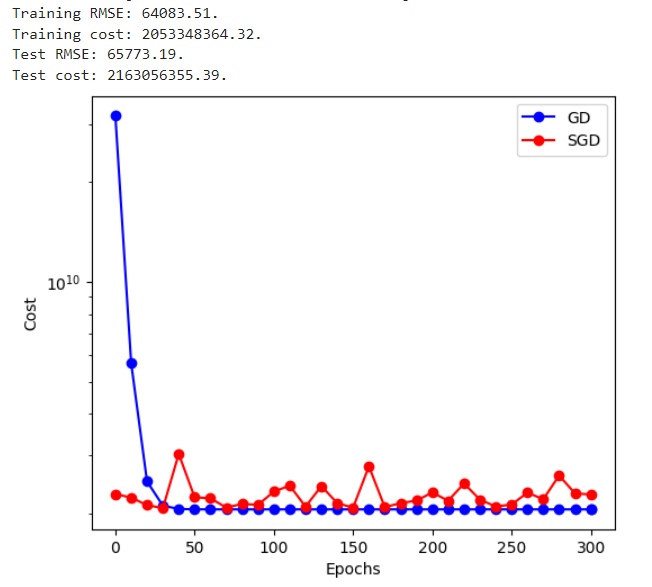 Training RMSE: 64083.51.
Training cost: 2053348364.32.
Test RMSE: 65773.19.
Test cost: 2163056355.39.
GD
SGD
10^10
Cost
0 50 100 150 200 250 300
Epochs